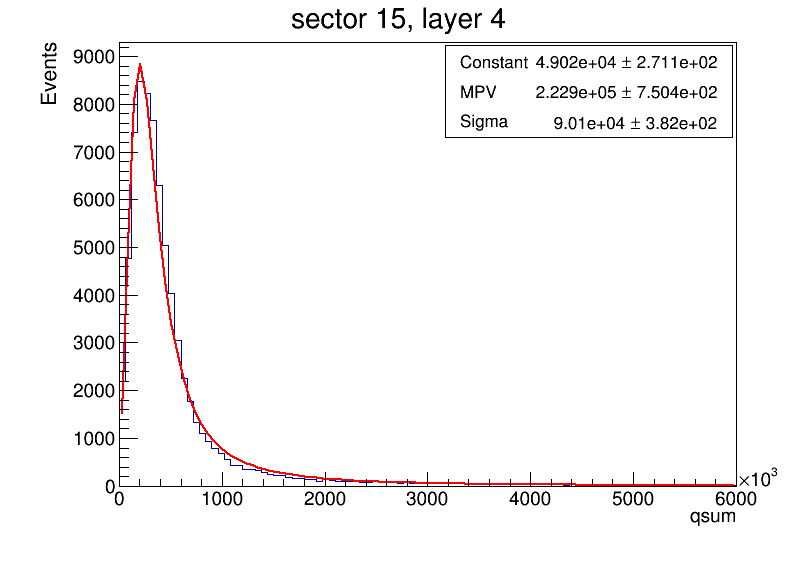 sector 15, layer 4
Events
9000
8000
7000
6000
5000
4000
3000
2000
1000
0
Constant 4.902e+04 ± 2.711e+02
MPV 2.229e+05 ± 7.504e+02
Sigma 9.01e+04 ± 3.82e+02
0 1000 2000 3000 4000 5000 6000
×10³
qsum